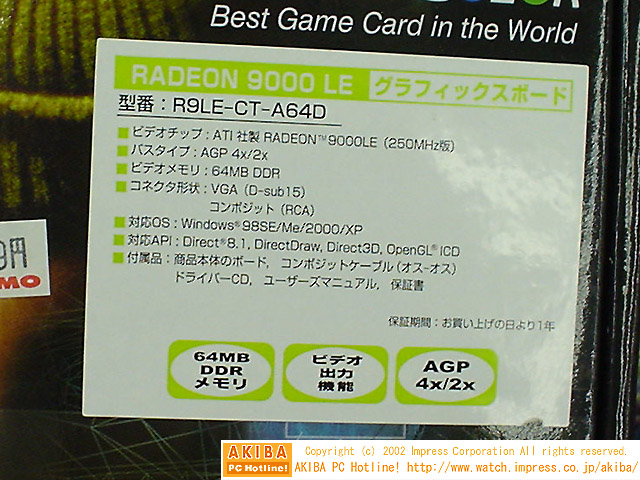 Best Game Card in the World
RADEON 9000 LE グラフィックスボード
型番：R9LE-CT-A64D
■ビデオチップ：ATI 社製 RADEON™9000LE（250MHz版）
■バスタイプ：AGP 4x/2x
■ビデオメモリ：64MB DDR
■コネクタ形状：VGA（D-sub15）
コンポジット（RCA）
■対応OS：Windows®98SE/Me/2000/XP
■対応API：Direct®8.1, DirectDraw, Direct3D, OpenGL® ICD
■付属品：商品本体のボード，コンポジットケーブル（オス-オス）
ドライバーCD，ユーザーズマニュアル，保証書
保証期間：お買い上げの日より1年
64MB
DDR
メモリ
ビデオ
出力
機能
AGP
4x/2x
円
MO
AKIBA
PC Hotline!
Copyright (c) 2002 Impress Corporation All rights reserved.
AKIBA PC Hotline! http://www.watch.impress.co.jp/akiba/